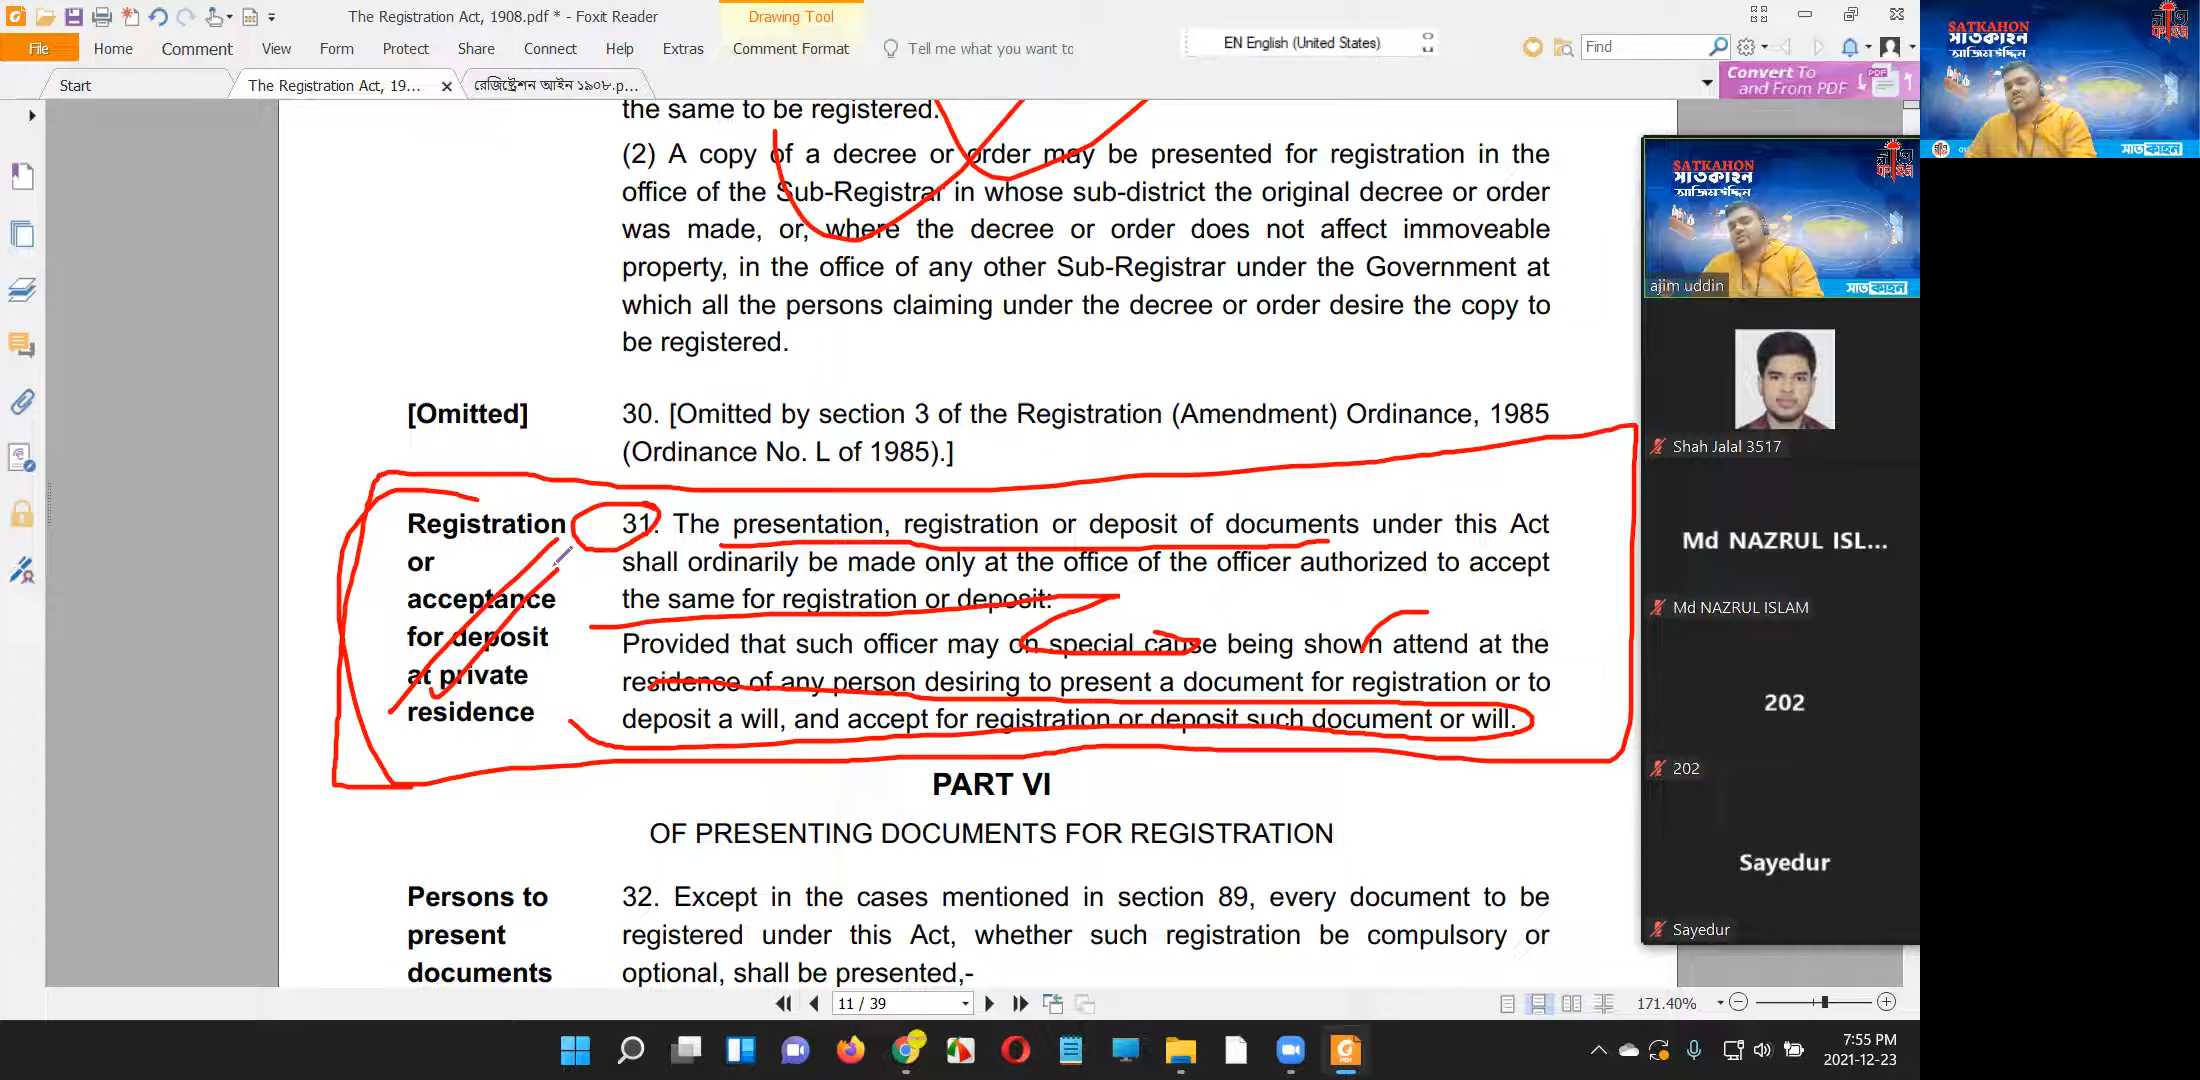 The Registration Act, 1908.pdf * - Foxit Reader
Drawing Tool
File Home Comment View Form Protect Share Connect Help Extras Comment Format Tell me what you want to
EN English (United States)
Find
Start
The Registration Act, 19...
রেজিষ্ট্রেশন আইন ১৯০৮.p...
Convert To
and From PDF
PDF
the same to be registered.
(2) A copy of a decree or order may be presented for registration in the
office of the Sub-Registrar in whose sub-district the original decree or order
was made, or, where the decree or order does not affect immoveable
property, in the office of any other Sub-Registrar under the Government at
which all the persons claiming under the decree or order desire the copy to
be registered.
[Omitted]
30. [Omitted by section 3 of the Registration (Amendment) Ordinance, 1985
(Ordinance No. L of 1985).]
Registration
or
acceptance
for deposit
at private
residence
31. The presentation, registration or deposit of documents under this Act
shall ordinarily be made only at the office of the officer authorized to accept
the same for registration or deposit:
Provided that such officer may on special cause being shown attend at the
residence of any person desiring to present a document for registration or to
deposit a will, and accept for registration or deposit such document or will.
PART VI
OF PRESENTING DOCUMENTS FOR REGISTRATION
Persons to
present
documents
32. Except in the cases mentioned in section 89, every document to be
registered under this Act, whether such registration be compulsory or
optional, shall be presented,-
11 / 39
171.40%
SATKAHON
সাতকাহন
আজিম উদ্দিন
সাতকাহন
SATKAHON
সাতকাহন
আজিম উদ্দিন
ajim uddin
সাতকাহন
Shah Jalal 3517
Md NAZRUL ISL...
Md NAZRUL ISLAM
202
202
Sayedur
Sayedur
7:55 PM
2021-12-23